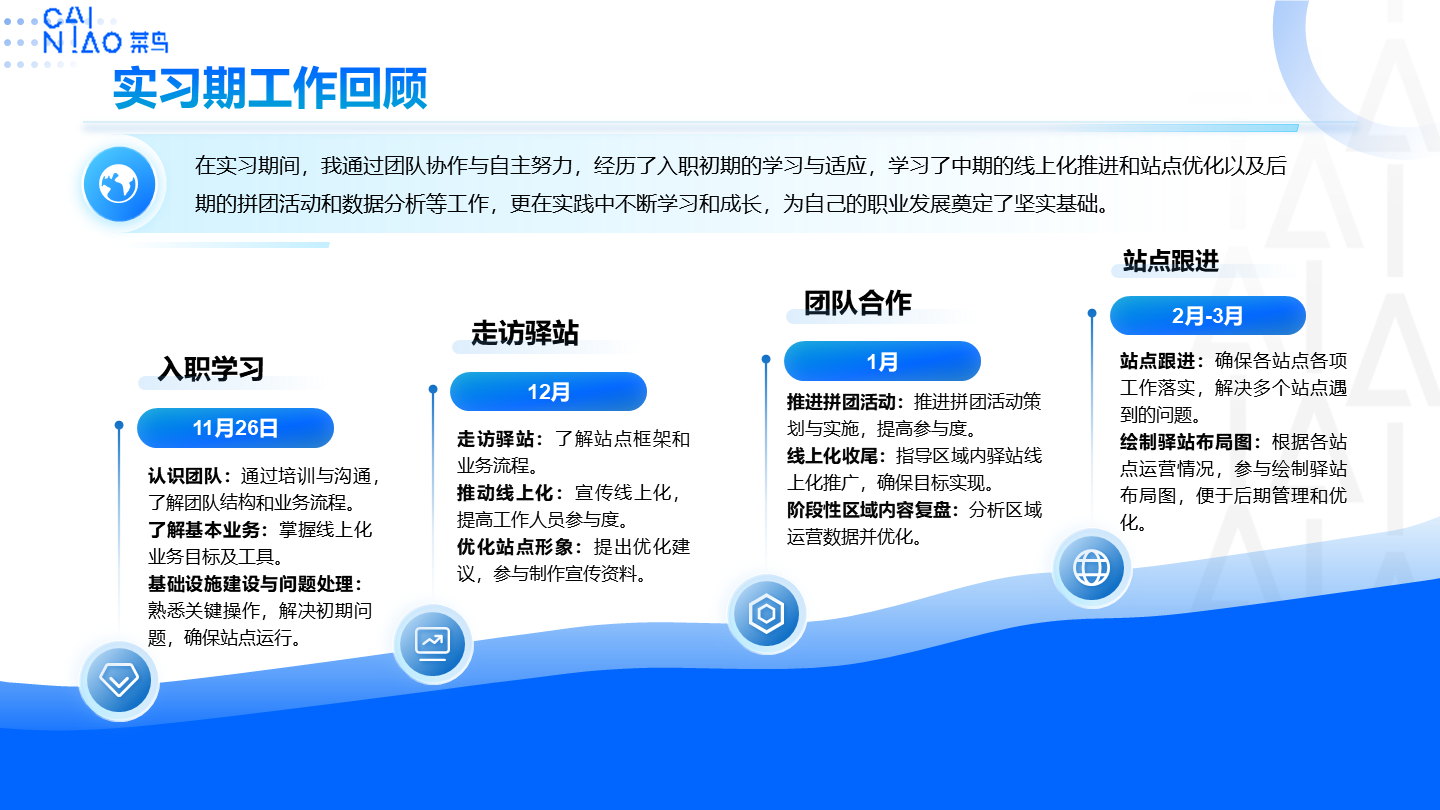 CAI
NIAO 菜鸟
实习期工作回顾
在实习期间，我通过团队协作与自主努力，经历了入职初期的学习与适应，学习了中期的线上化推进和站点优化以及后
期的拼团活动和数据分析等工作，更在实践中不断学习和成长，为自己的职业发展奠定了坚实基础。
入职学习
11月26日
认识团队：通过培训与沟通，
了解团队结构和业务流程。
了解基本业务：掌握线上化
业务目标及工具。
基础设施建设与问题处理：
熟悉关键操作，解决初期问
题，确保站点运行。
走访驿站
12月
走访驿站：了解站点框架和
业务流程。
推动线上化：宣传线上化，
提高工作人员参与度。
优化站点形象：提出优化建
议，参与制作宣传资料。
团队合作
1月
推进拼团活动：推进拼团活动策
划与实施，提高参与度。
线上化收尾：指导区域内驿站线
上化推广，确保目标实现。
阶段性区域内容复盘：分析区域
运营数据并优化。
站点跟进
2月-3月
站点跟进：确保各站点各项
工作落实，解决多个站点遇
到的问题。
绘制驿站布局图：根据各站
点运营情况，参与绘制驿站
布局图，便于后期管理和优
化。